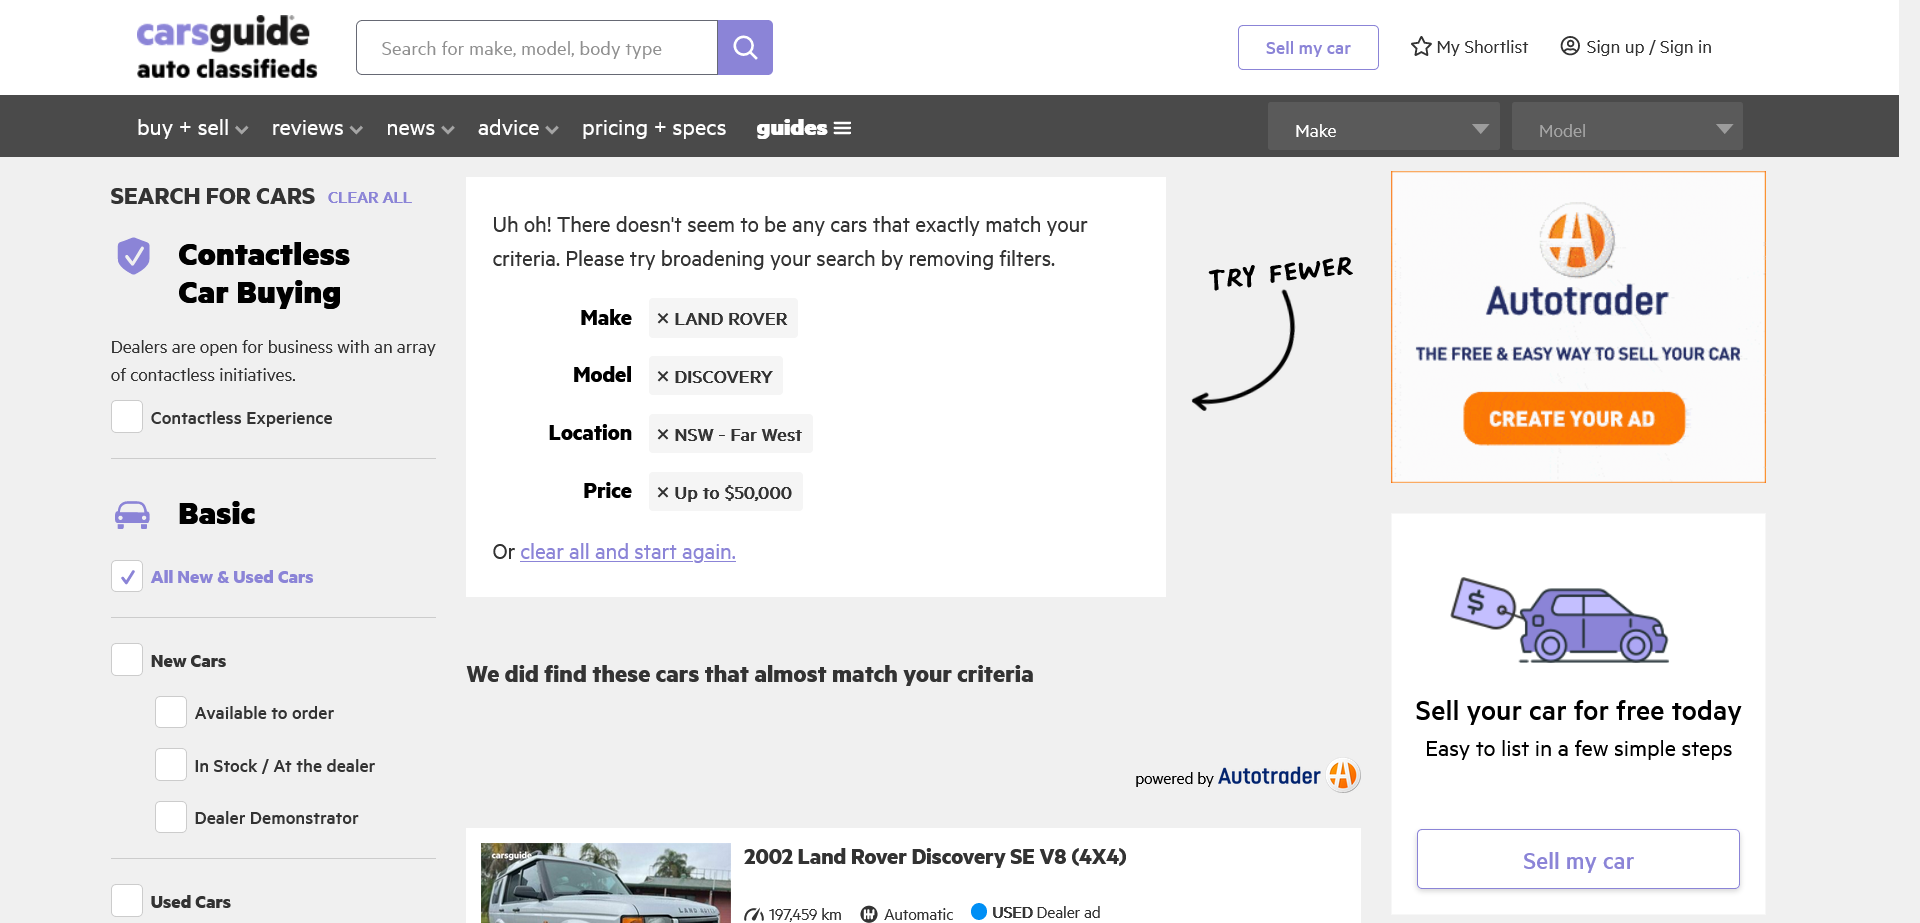 carsguide
auto classifieds
Search for make, model, body type
Sell my car
My Shortlist
Sign up / Sign in
buy + sell
reviews
news
advice
pricing + specs
guides
Make
Model
SEARCH FOR CARS CLEAR ALL
Contactless
Car Buying
Dealers are open for business with an array
of contactless initiatives.
Contactless Experience
Basic
All New & Used Cars
New Cars
Available to order
In Stock / At the dealer
Dealer Demonstrator
Used Cars
Uh oh! There doesn't seem to be any cars that exactly match your
criteria. Please try broadening your search by removing filters.
Make × LAND ROVER
Model × DISCOVERY
Location × NSW - Far West
Price × Up to $50,000
Or clear all and start again.
TRY FEWER
We did find these cars that almost match your criteria
powered by Autotrader
carsguide
LAND ROVER
2002 Land Rover Discovery SE V8 (4X4)
197,459 km
Automatic
USED Dealer ad
Autotrader
THE FREE & EASY WAY TO SELL YOUR CAR
CREATE YOUR AD
$
Sell your car for free today
Easy to list in a few simple steps
Sell my car